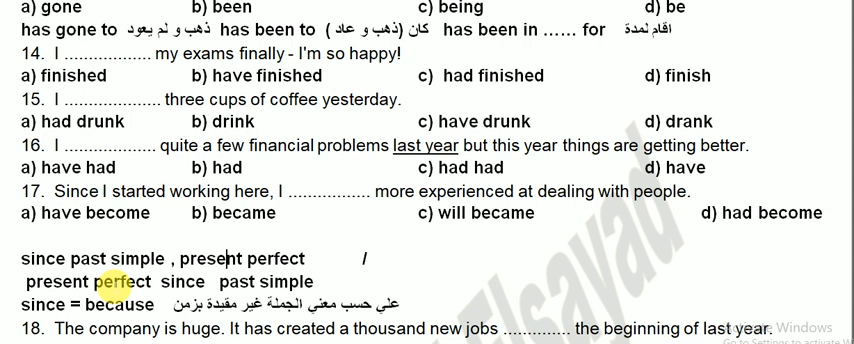 a) gone b) been c) being d) be
has gone to ذهب و لم يعود has been to ( ذهب و عاد ) كان has been in ...... for اقام لمدة
14. I .................. my exams finally - I'm so happy!
a) finished b) have finished c) had finished d) finish
15. I .................... three cups of coffee yesterday.
a) had drunk b) drink c) have drunk d) drank
16. I ................... quite a few financial problems last year but this year things are getting better.
a) have had b) had c) had had d) have
17. Since I started working here, I ................. more experienced at dealing with people.
a) have become b) became c) will became d) had become
since past simple , present perfect /
present perfect since past simple
since = because علي حسب معني الجملة غير مقيدة بزمن
18. The company is huge. It has created a thousand new jobs .............. the beginning of last year.
Elsayad
Windows